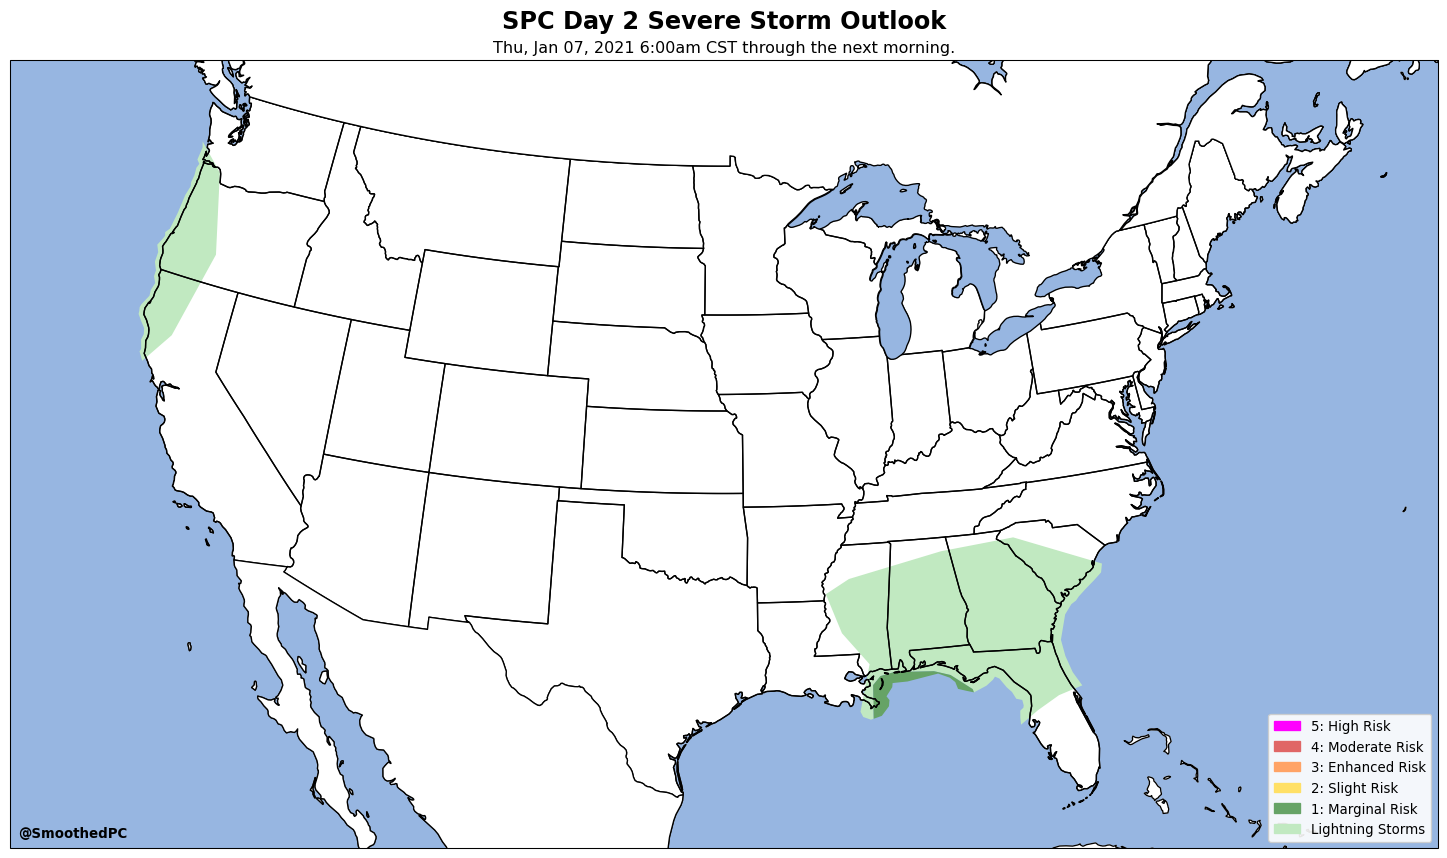 SPC Day 2 Severe Storm Outlook
Thu, Jan 07, 2021 6:00am CST through the next morning.
5: High Risk
4: Moderate Risk
3: Enhanced Risk
2: Slight Risk
1: Marginal Risk
Lightning Storms
@SmoothedPC